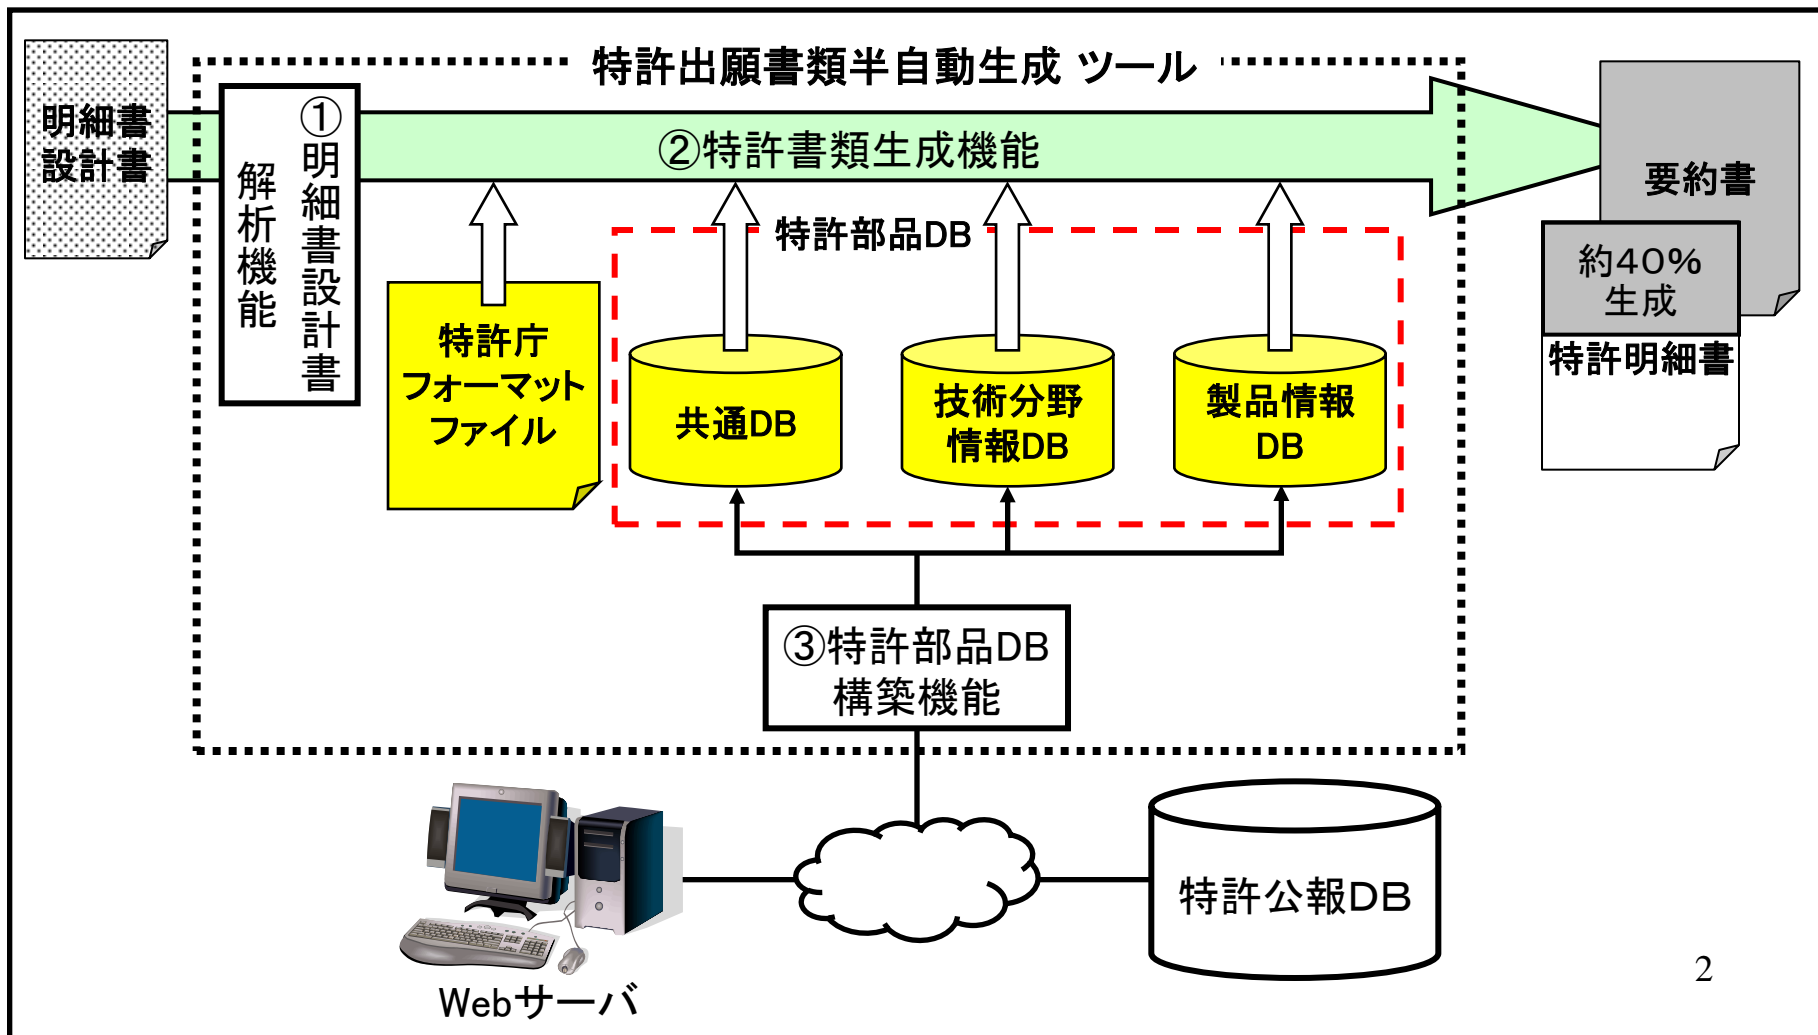 特許出願書類半自動生成 ツール
明細書
設計書
①明細書設計書
解析機能
②特許書類生成機能
要約書
約40%
生成
特許明細書
特許部品DB
特許庁
フォーマット
ファイル
共通DB
技術分野
情報DB
製品情報
DB
③特許部品DB
構築機能
Webサーバ
特許公報DB
2